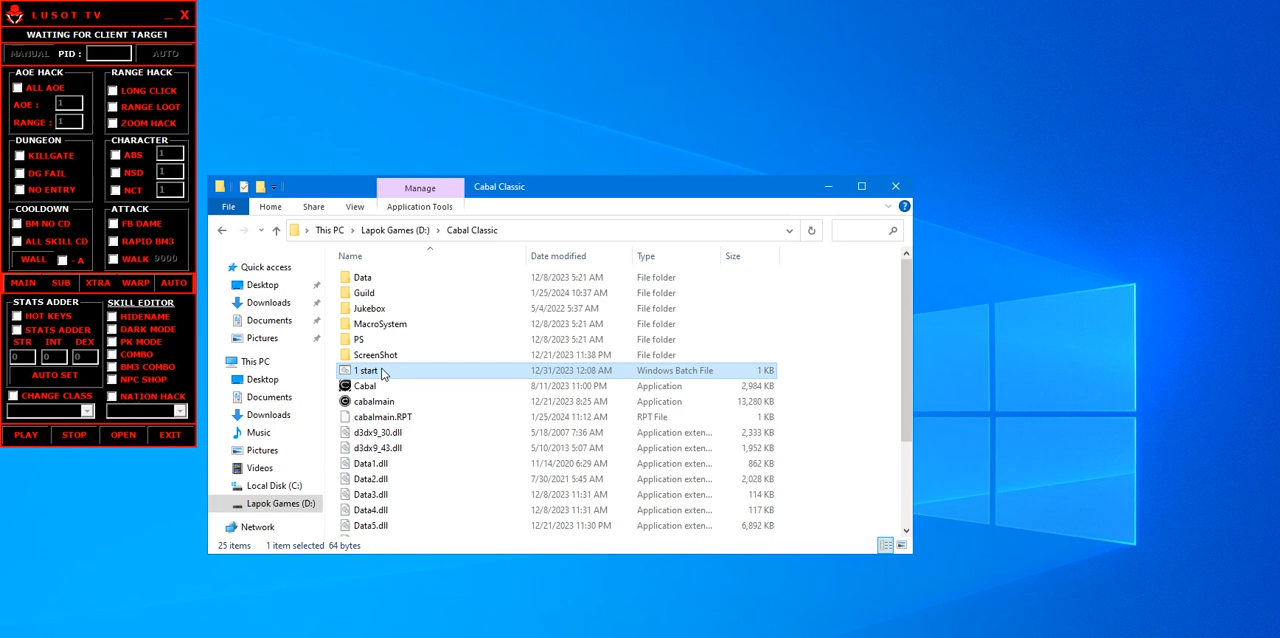 LUSOT TV _ X
WAITING FOR CLIENT TARGET
MANUAL PID : AUTO
AOE HACK
ALL AOE
AOE : 1
RANGE : 1
RANGE HACK
LONG CLICK
RANGE LOOT
ZOOM HACK
DUNGEON
KILLGATE
DG FAIL
NO ENTRY
CHARACTER
ABS 1
NSD 1
NCT 1
COOLDOWN
BM NO CD
ALL SKILL CD
WALL - A
ATTACK
FB DAME
RAPID BM3
WALK 9000
MAIN SUB XTRA WARP AUTO
STATS ADDER
HOT KEYS
STATS ADDER
STR INT DEX
0 0 0
AUTO SET
CHANGE CLASS
SKILL EDITOR
HIDENAME
DARK MODE
PK MODE
COMBO
BM3 COMBO
NPC SHOP
NATION HACK
PLAY STOP OPEN EXIT
Manage Cabal Classic
File Home Share View Application Tools
This PC > Lapok Games (D:) > Cabal Classic
Quick access
Desktop
Downloads
Documents
Pictures
This PC
Desktop
Documents
Downloads
Music
Pictures
Videos
Local Disk (C:)
Lapok Games (D:)
Network
Name Date modified Type Size
Data 12/8/2023 5:21 AM File folder
Guild 1/25/2024 10:37 AM File folder
Jukebox 5/4/2022 5:37 AM File folder
MacroSystem 12/8/2023 5:21 AM File folder
PS 12/8/2023 5:21 AM File folder
ScreenShot 12/21/2023 11:38 PM File folder
1 start 12/31/2023 12:08 AM Windows Batch File 1 KB
Cabal 8/11/2023 11:00 PM Application 2,984 KB
cabalmain 12/21/2023 8:25 AM Application 13,280 KB
cabalmain.RPT 1/25/2024 11:12 AM RPT File 1 KB
d3dx9_30.dll 5/18/2007 7:36 AM Application exten... 2,333 KB
d3dx9_43.dll 5/10/2013 5:07 AM Application exten... 1,952 KB
Data1.dll 11/14/2020 6:29 AM Application exten... 862 KB
Data2.dll 7/30/2021 5:45 AM Application exten... 2,028 KB
Data3.dll 12/8/2023 11:31 AM Application exten... 114 KB
Data4.dll 12/8/2023 11:31 AM Application exten... 117 KB
Data5.dll 12/21/2023 11:30 PM Application exten... 6,892 KB
25 items 1 item selected 64 bytes